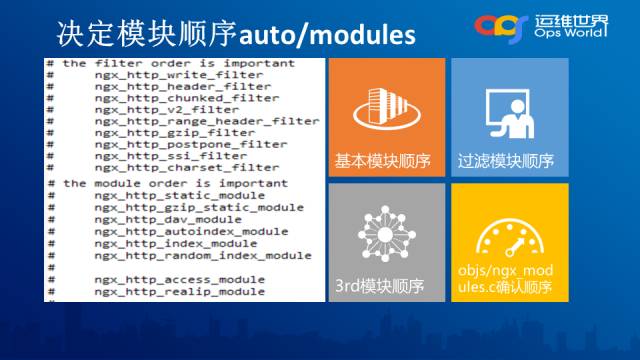 决定模块顺序auto/modules
运维世界
Ops World
# the filter order is important
# ngx_http_write_filter
# ngx_http_header_filter
# ngx_http_chunked_filter
# ngx_http_v2_filter
# ngx_http_range_header_filter
# ngx_http_gzip_filter
# ngx_http_postpone_filter
# ngx_http_ssi_filter
# ngx_http_charset_filter
# the module order is important
# ngx_http_static_module
# ngx_http_gzip_static_module
# ngx_http_dav_module
# ngx_http_autoindex_module
# ngx_http_index_module
# ngx_http_random_index_module
#
# ngx_http_access_module
# ngx_http_realip_module
#
基本模块顺序
过滤模块顺序
3rd模块顺序
objs/ngx_mod
ules.c确认顺序